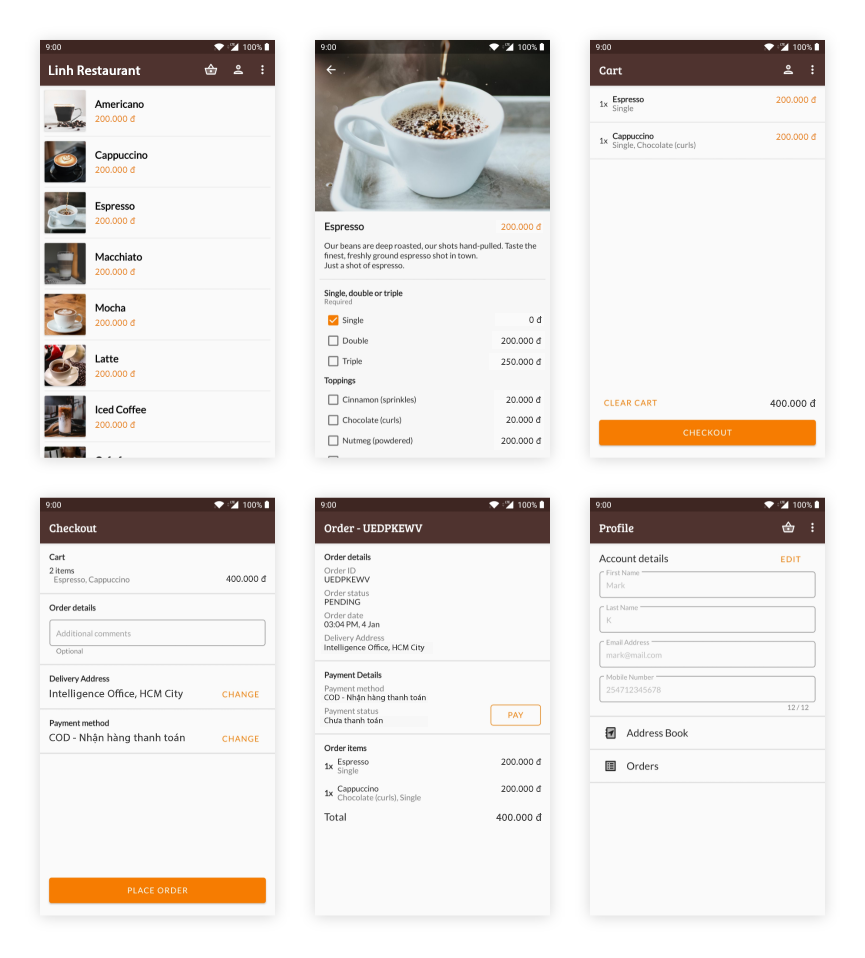 9:00
100%
Linh Restaurant
Americano
200.000 đ
Cappuccino
200.000 đ
Espresso
200.000 đ
Macchiato
200.000 đ
Mocha
200.000 đ
Latte
200.000 đ
Iced Coffee
200.000 đ
9:00
100%
Espresso 200.000 đ
Our beans are deep roasted, our shots hand-pulled. Taste the
finest, freshly ground espresso shot in town.
Just a shot of espresso.
Single, double or triple
Required
Single 0 đ
Double 200.000 đ
Triple 250.000 đ
Toppings
Cinnamon (sprinkles) 20.000 đ
Chocolate (curls) 20.000 đ
Nutmeg (powdered) 200.000 đ
9:00
100%
Cart
1x Espresso 200.000 đ
Single
1x Cappuccino 200.000 đ
Single, Chocolate (curls)
CLEAR CART 400.000 đ
CHECKOUT
9:00
100%
Checkout
Cart
2 items
Espresso, Cappuccino 400.000 đ
Order details
Additional comments
Optional
Delivery Address
Intelligence Office, HCM City CHANGE
Payment method
COD - Nhận hàng thanh toán CHANGE
PLACE ORDER
9:00
100%
Order - UEDPKEWV
Order details
Order ID
UEDPKEWV
Order status
PENDING
Order date
03:04 PM, 4 Jan
Delivery Address
Intelligence Office, HCM City
Payment Details
Payment method
COD - Nhận hàng thanh toán
Payment status
Chưa thanh toán
PAY
Order items
1x Espresso 200.000 đ
Single
1x Cappuccino 200.000 đ
Chocolate (curls), Single
Total 400.000 đ
9:00
100%
Profile
Account details EDIT
First Name
Mark
Last Name
K
Email Address
mark@mail.com
Mobile Number
254712345678
12 / 12
Address Book
Orders